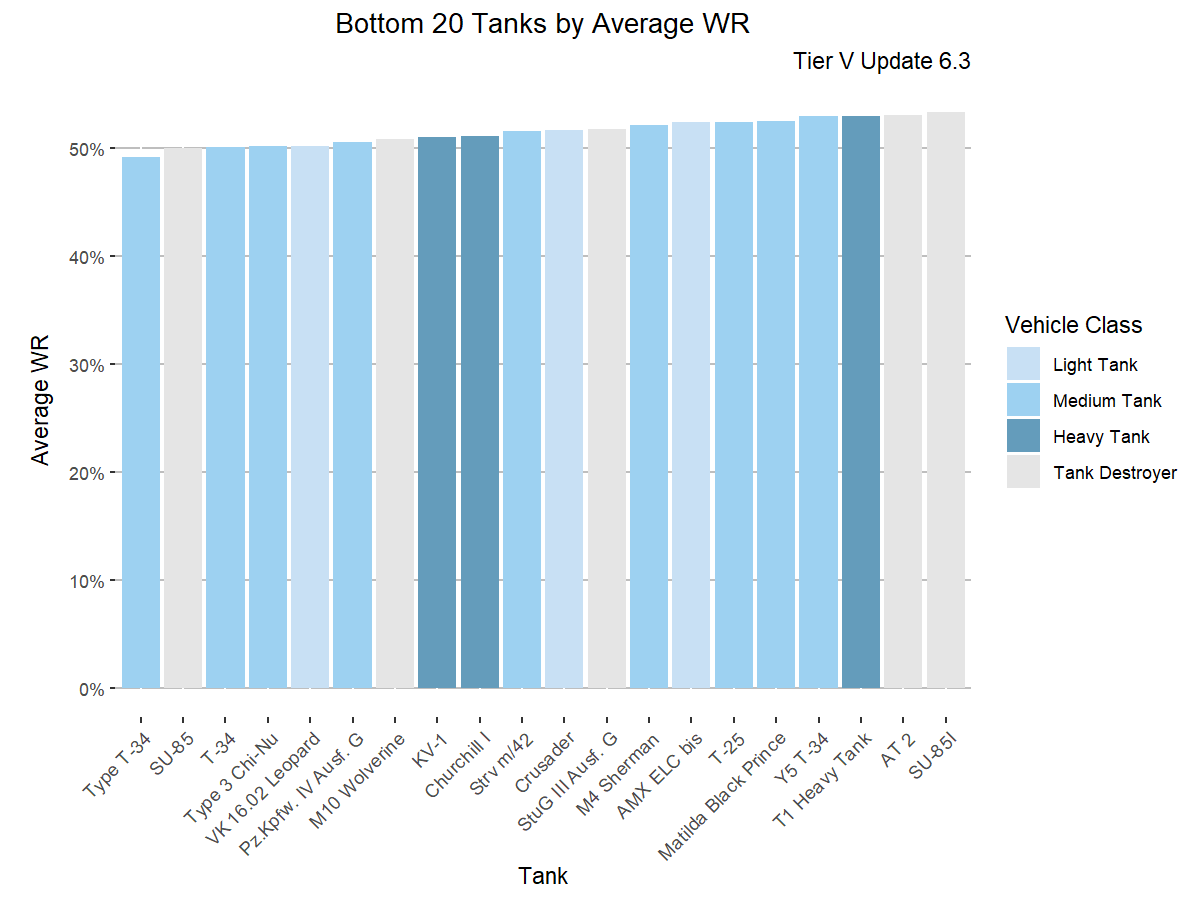 Bottom 20 Tanks by Average WR
Tier V Update 6.3
Average WR
50%
40%
30%
20%
10%
0%
Type T-34
SU-85
T-34
Type 3 Chi-Nu
VK 16.02 Leopard
Pz.Kpfw. IV Ausf. G
M10 Wolverine
KV-1
Churchill I
Strv m/42
Crusader
StuG III Ausf. G
M4 Sherman
AMX ELC bis
T-25
Matilda Black Prince
Y5 T-34
T1 Heavy Tank
AT 2
SU-85I
Tank
Vehicle Class
Light Tank
Medium Tank
Heavy Tank
Tank Destroyer